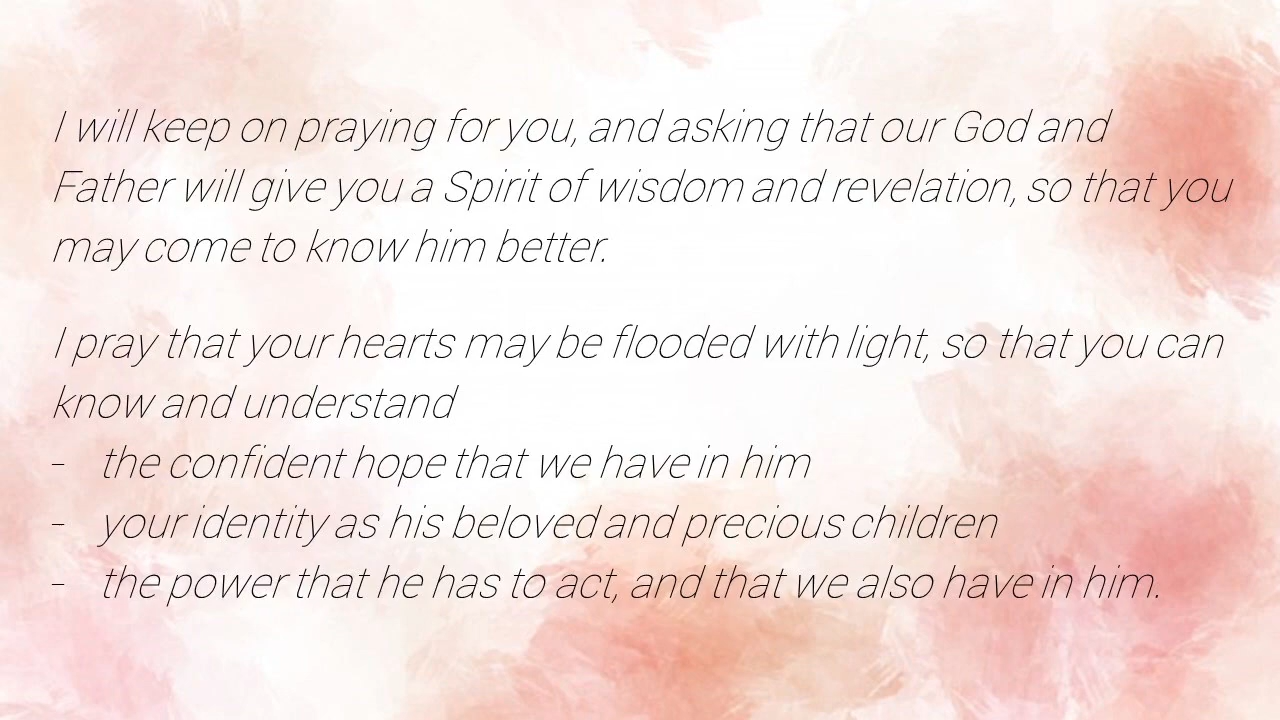 I will keep on praying for you, and asking that our God and
Father will give you a Spirit of wisdom and revelation, so that you
may come to know him better.
I pray that your hearts may be flooded with light, so that you can
know and understand
- the confident hope that we have in him
- your identity as his beloved and precious children
- the power that he has to act, and that we also have in him.